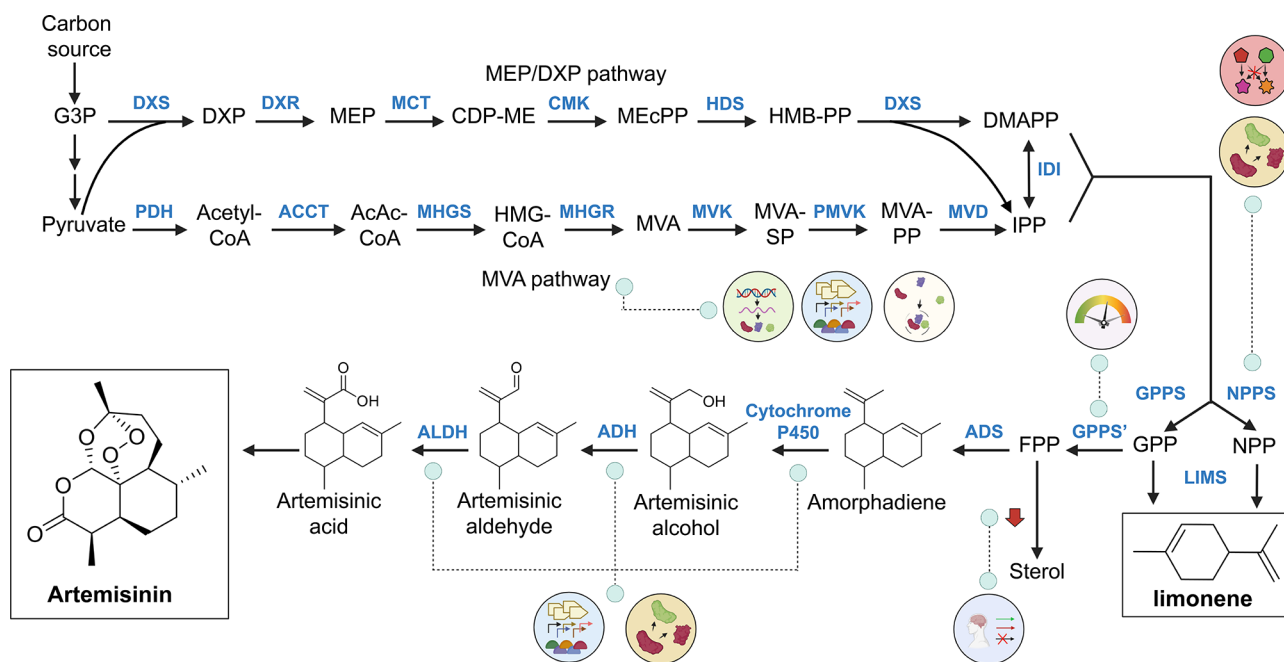 Carbon
source
MEP/DXP pathway
DXS
DXR
MCT
CMK
HDS
DXS
G3P
DXP
MEP
CDP-ME
MEcPP
HMB-PP
DMAPP
IDI
PDH
ACCT
MHGS
MHGR
MVK
PMVK
MVD
Pyruvate
Acetyl-
CoA
AcAc-
CoA
HMG-
CoA
MVA
MVA-
SP
MVA-
PP
IPP
MVA pathway
GPPS
NPPS
O
OH
O
OH
Cytochrome
P450
ALDH
ADH
ADS
GPPS’
FPP
GPP
NPP
LIMS
Artemisinic
acid
Artemisinic
aldehyde
Artemisinic
alcohol
Amorphadiene
Sterol
O
O
O
O
O
Artemisinin
limonene